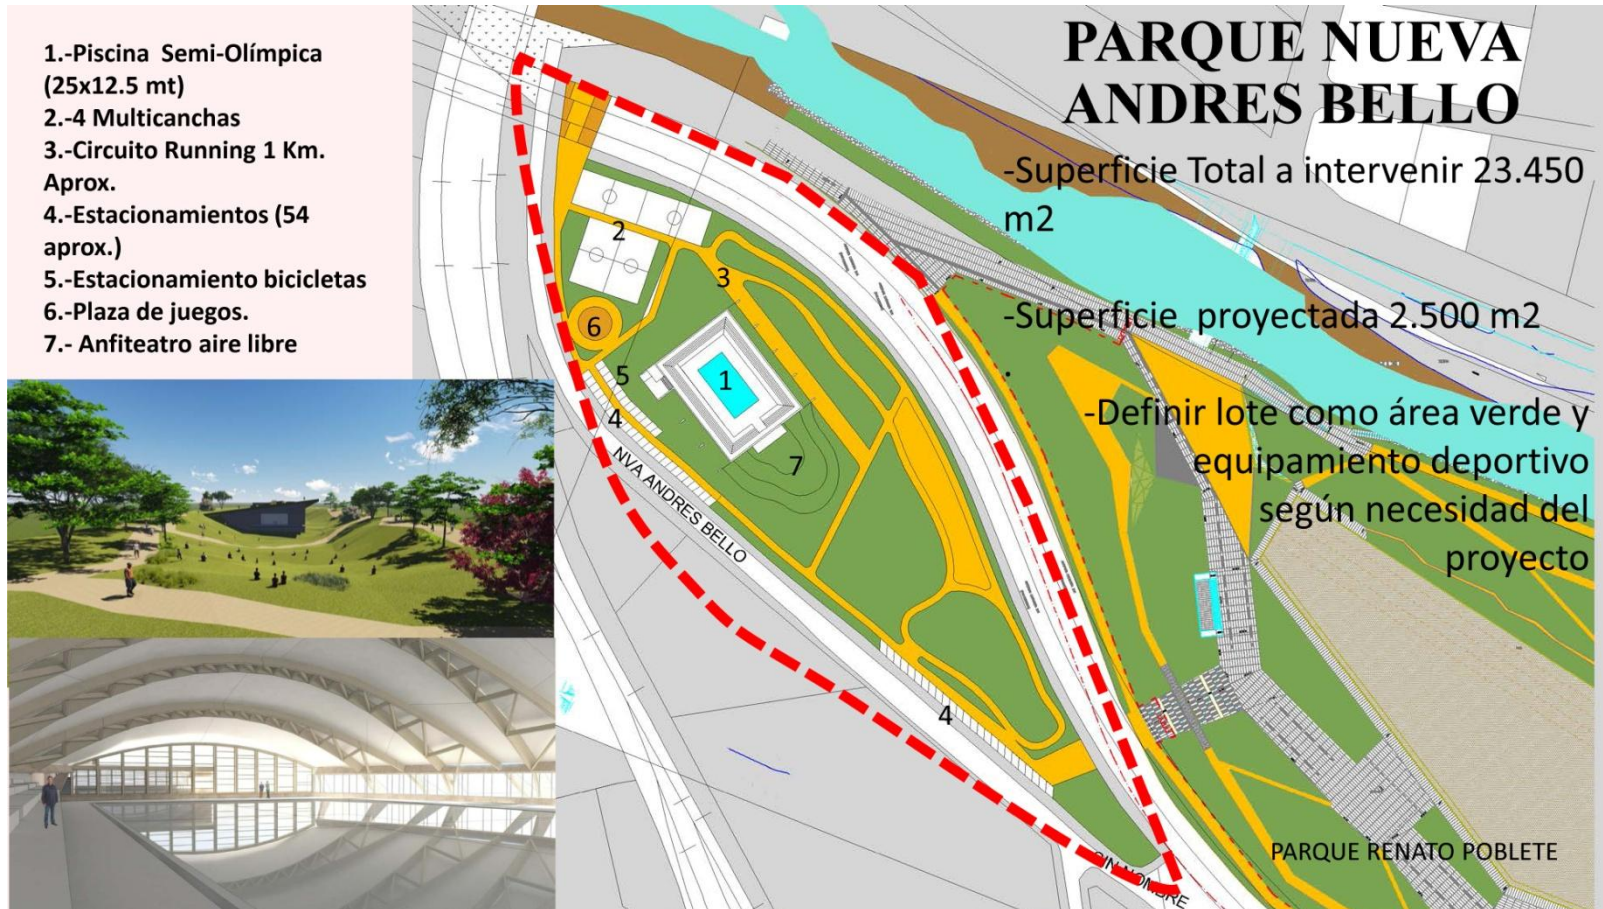 1.-Piscina Semi-Olímpica
(25x12.5 mt)
2.-4 Multicanchas
3.-Circuito Running 1 Km.
Aprox.
4.-Estacionamientos (54
aprox.)
5.-Estacionamiento bicicletas
6.-Plaza de juegos.
7.- Anfiteatro aire libre
PARQUE NUEVA
ANDRES BELLO
-Superficie Total a intervenir 23.450
m2
-Superficie proyectada 2.500 m2
-Definir lote como área verde y
equipamiento deportivo
según necesidad del
proyecto
2
3
6
1
5
4
7
NVA ANDRES BELLO
4
SIN NOMBRE
PARQUE RENATO POBLETE